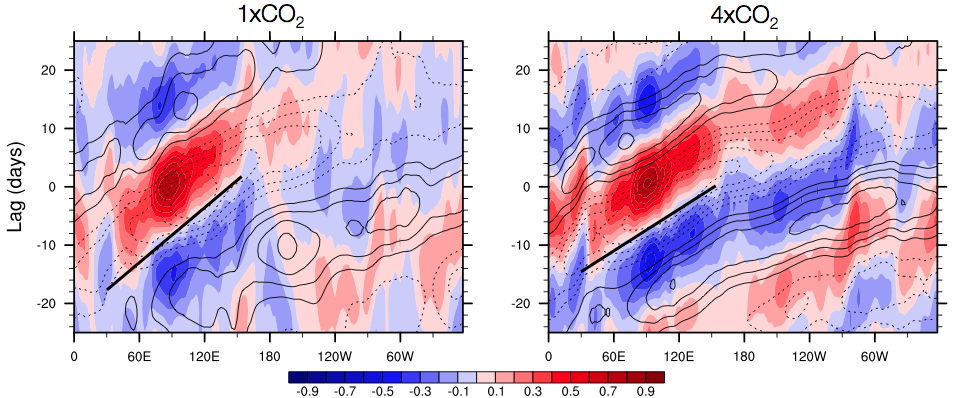 1xCO₂ 4xCO₂
Lag (days)
20 20
10 10
0 0
-10 -10
-20 -20
0 60E 120E 180 120W 60W 0 60E 120E 180 120W 60W
-0.9 -0.7 -0.5 -0.3 -0.1 0.1 0.3 0.5 0.7 0.9